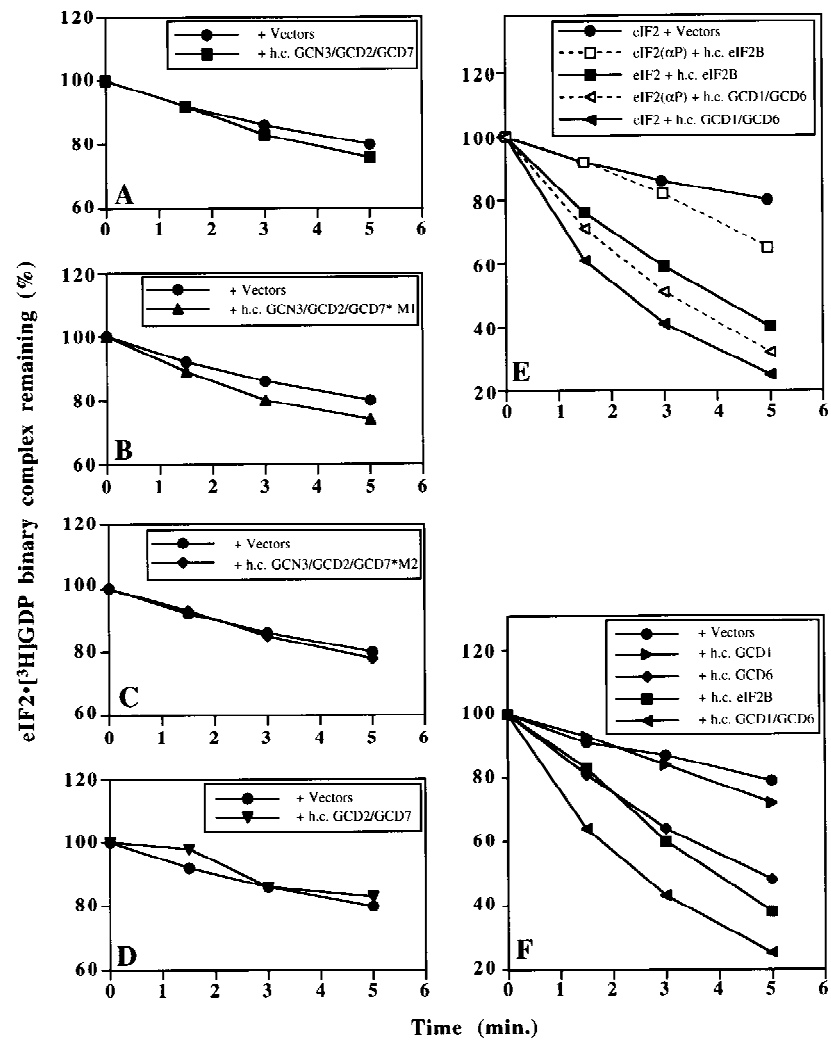 eIF2•[³H]GDP binary complex remaining (%)
120
100
80
60
0 1 2 3 4 5 6
+ Vectors
+ h.c. GCN3/GCD2/GCD7
A
120
100
80
60
0 1 2 3 4 5 6
+ Vectors
+ h.c. GCN3/GCD2/GCD7* M1
B
120
100
80
60
0 1 2 3 4 5 6
+ Vectors
+ h.c. GCN3/GCD2/GCD7*M2
C
120
100
80
60
0 1 2 3 4 5 6
+ Vectors
+ h.c. GCD2/GCD7
D
120
100
80
60
40
20
0 1 2 3 4 5 6
eIF2 + Vectors
eIF2(αP) + h.c. eIF2B
eIF2 + h.c. eIF2B
eIF2(αP) + h.c. GCD1/GCD6
eIF2 + h.c. GCD1/GCD6
E
120
100
80
60
40
20
0 1 2 3 4 5 6
+ Vectors
+ h.c. GCD1
+ h.c. GCD6
+ h.c. eIF2B
+ h.c. GCD1/GCD6
F
Time (min.)